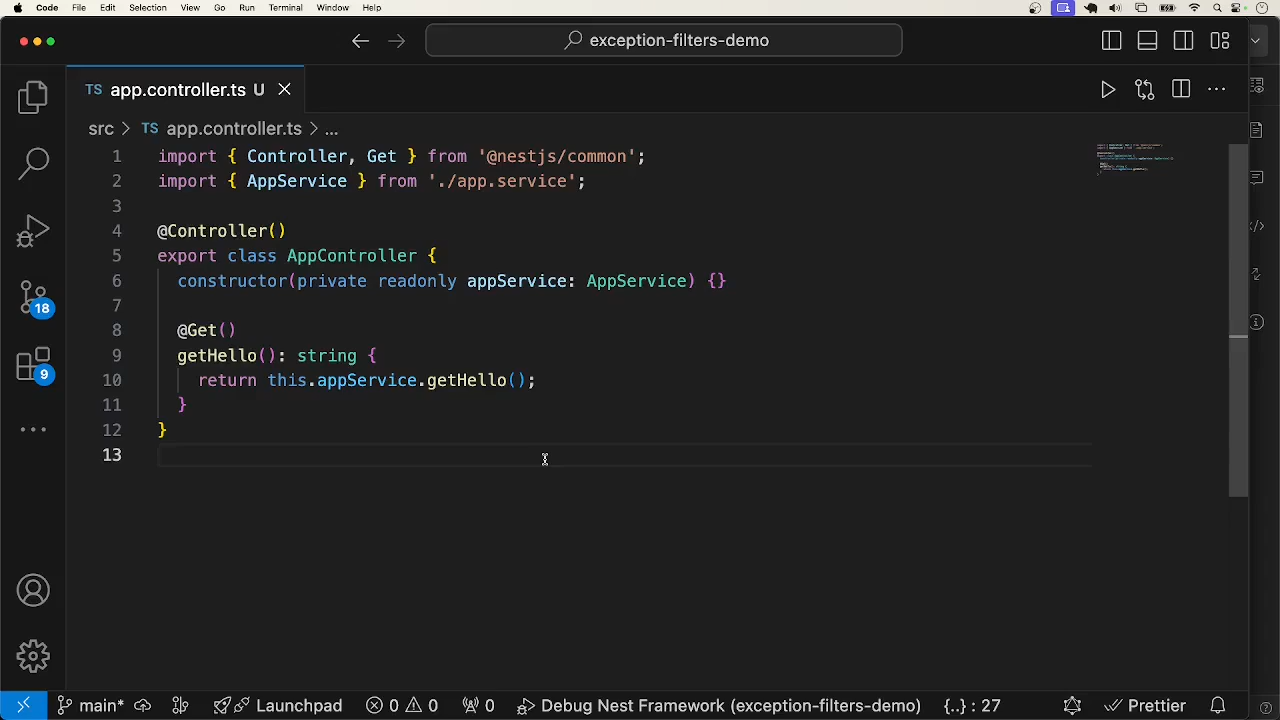 Code File Edit Selection View Go Run Terminal Window Help
exception-filters-demo
TS app.controller.ts U
src > TS app.controller.ts > ...
1 import { Controller, Get } from '@nestjs/common';
2 import { AppService } from './app.service';
3
4 @Controller()
5 export class AppController {
6 constructor(private readonly appService: AppService) {}
7
8 @Get()
9 getHello(): string {
10 return this.appService.getHello();
11 }
12 }
13
18
9
main* Launchpad 0 0 0 Debug Nest Framework (exception-filters-demo) {..} : 27 Prettier